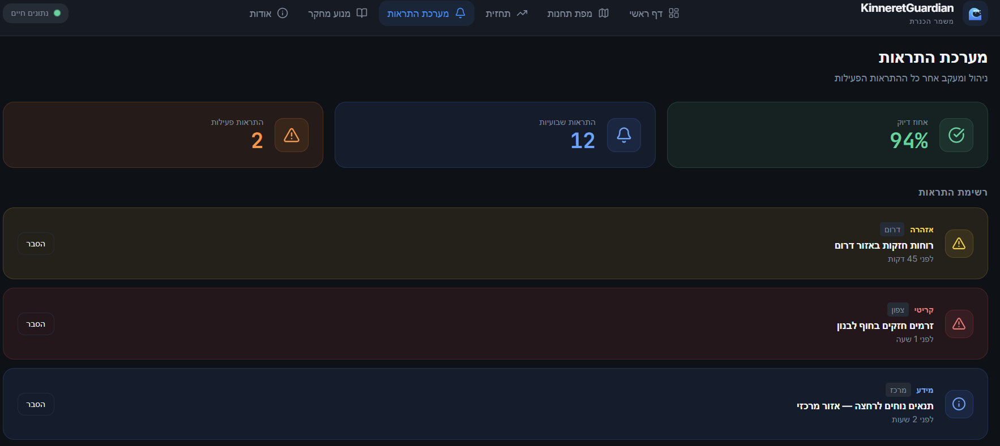 KinneretGuardian
משמר הכנרת
דף ראשי
מפת תחנות
תחזית
מערכת התראות
מנוע מחקר
אודות
נתונים חיים
מערכת התראות
ניהול ומעקב אחר כל ההתראות הפעילות
אחוז דיוק
94%
התראות שבועיות
12
התראות פעילות
2
רשימת התראות
אזהרה דרום
רוחות חזקות באזור דרום
לפני 45 דקות
הסבר
קריטי צפון
זרמים חזקים בחוף לבנון
לפני 1 שעה
הסבר
מידע מרכז
תנאים נוחים לרחצה — אזור מרכזי
לפני 2 שעות
הסבר